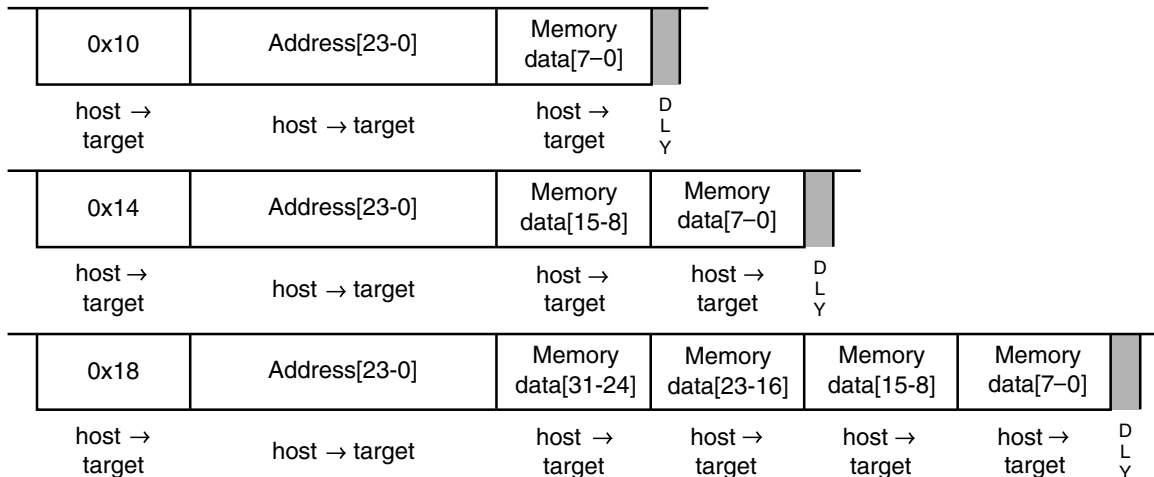 0x10 Address[23-0] Memory data[7–0]
host → target host → target host → target D L Y
0x14 Address[23-0] Memory data[15-8] Memory data[7–0]
host → target host → target host → target host → target D L Y
0x18 Address[23-0] Memory data[31-24] Memory data[23-16] Memory data[15-8] Memory data[7–0]
host → target host → target host → target host → target host → target host → target D L Y